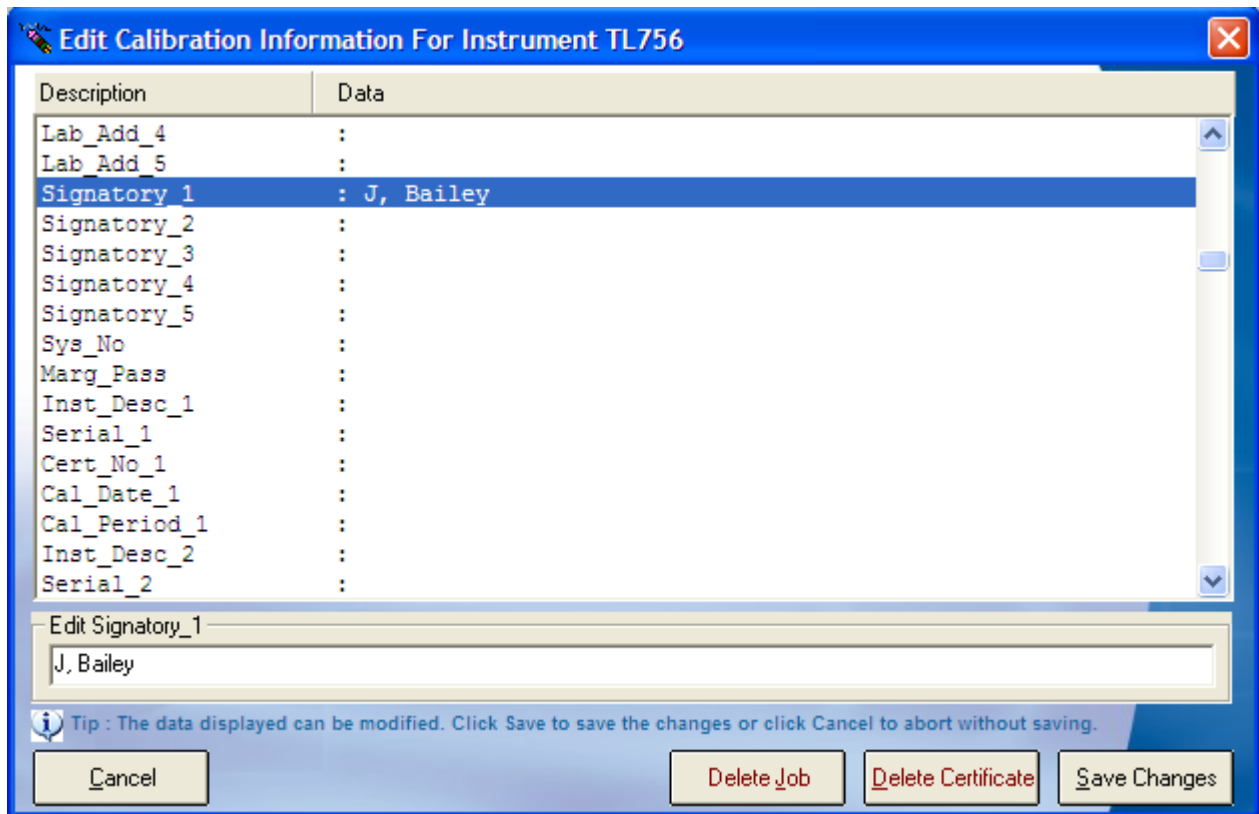 Edit Calibration Information For Instrument TL756
Description Data
Lab_Add_4 :
Lab_Add_5 :
Signatory_1 : J, Bailey
Signatory_2 :
Signatory_3 :
Signatory_4 :
Signatory_5 :
Sys_No :
Marg_Pass :
Inst_Desc_1 :
Serial_1 :
Cert_No_1 :
Cal_Date_1 :
Cal_Period_1 :
Inst_Desc_2 :
Serial_2 :
Edit Signatory_1
J, Bailey
Tip : The data displayed can be modified. Click Save to save the changes or click Cancel to abort without saving.
Cancel Delete Job Delete Certificate Save Changes